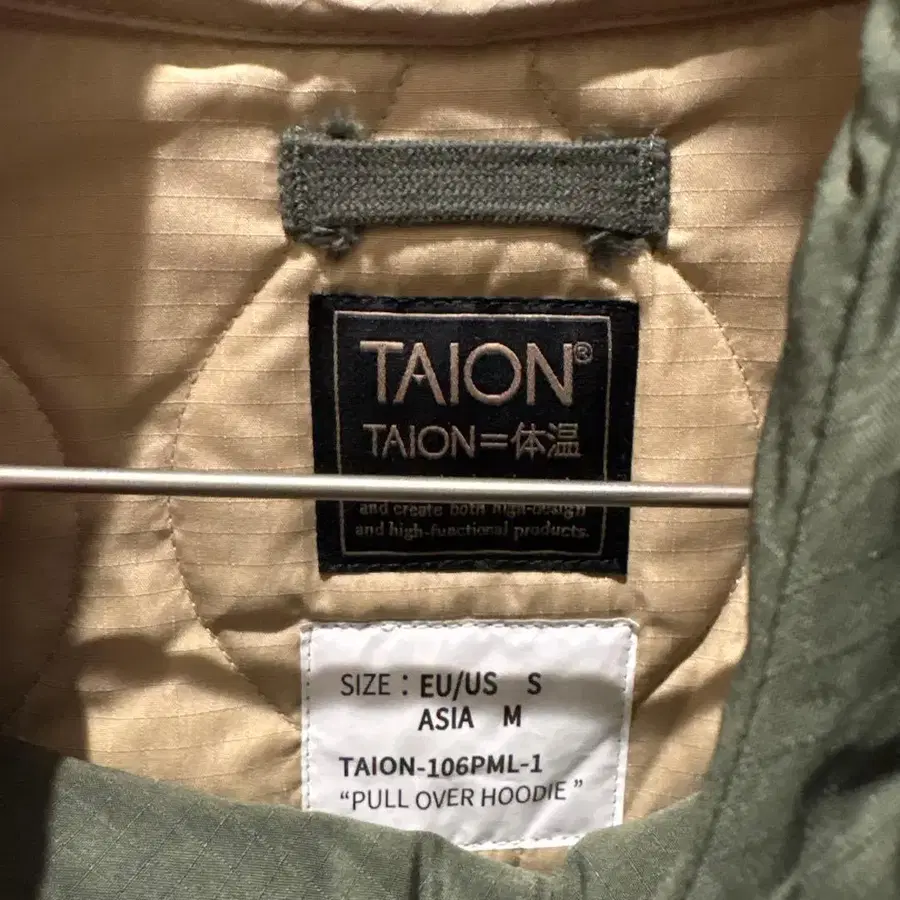 TAION®
TAION=体温
and create both high-design
and high-functional products.
SIZE : EU/US S
ASIA M
TAION-106PML-1
"PULL OVER HOODIE"